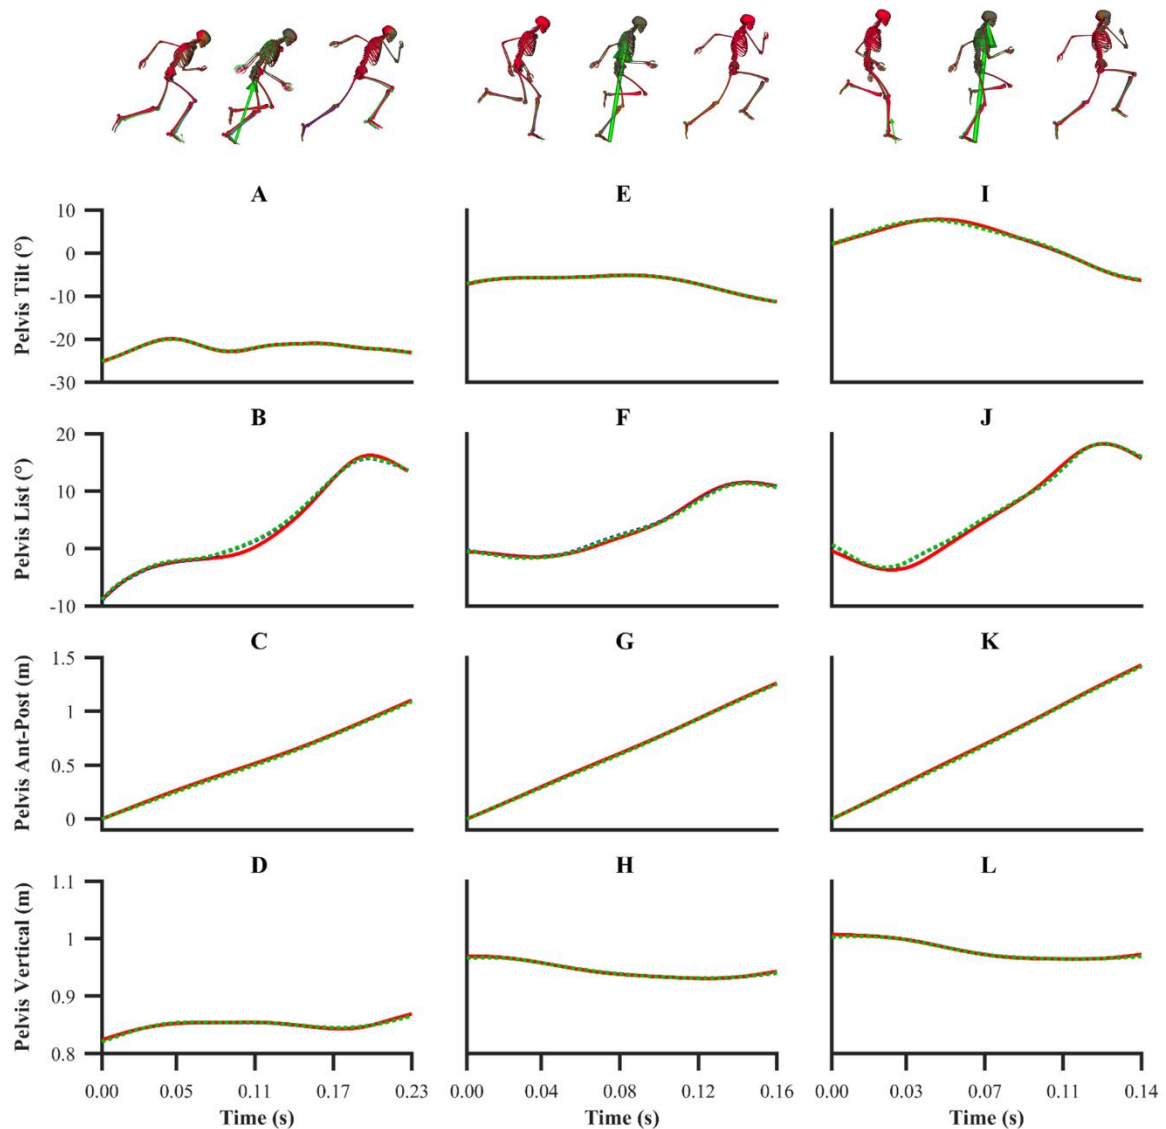 A E I
Pelvis Tilt (°)
10
0
-10
-20
-30
B F J
Pelvis List (°)
20
10
0
-10
C G K
Pelvis Ant-Post (m)
1.5
1
0.5
0
D H L
Pelvis Vertical (m)
1.1
1
0.9
0.8
0.00 0.05 0.11 0.17 0.23 0.00 0.04 0.08 0.12 0.16 0.00 0.03 0.07 0.11 0.14
Time (s) Time (s) Time (s)